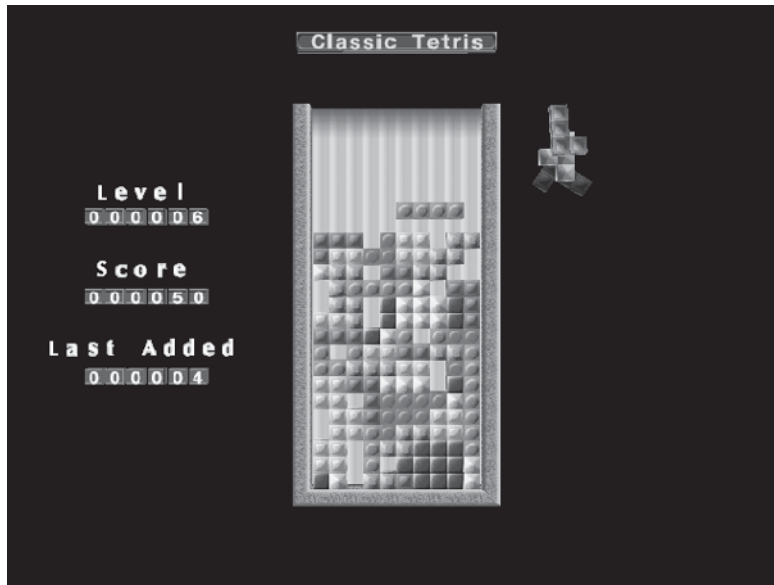 Classic Tetris
Level
000006
Score
000050
Last Added
000004